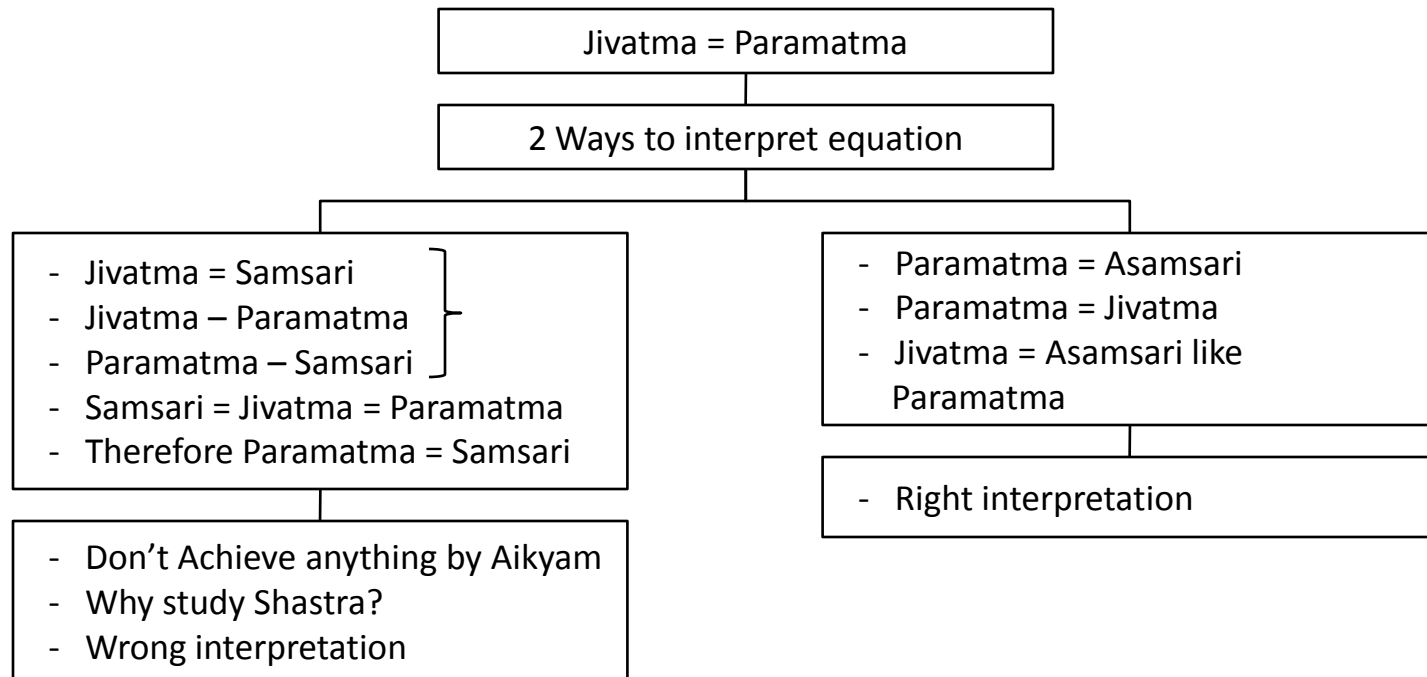 Jivatma = Paramatma
2 Ways to interpret equation
- Jivatma = Samsari
- Jivatma – Paramatma
- Paramatma – Samsari
- Samsari = Jivatma = Paramatma
- Therefore Paramatma = Samsari
- Don’t Achieve anything by Aikyam
- Why study Shastra?
- Wrong interpretation
- Paramatma = Asamsari
- Paramatma = Jivatma
- Jivatma = Asamsari like
Paramatma
- Right interpretation